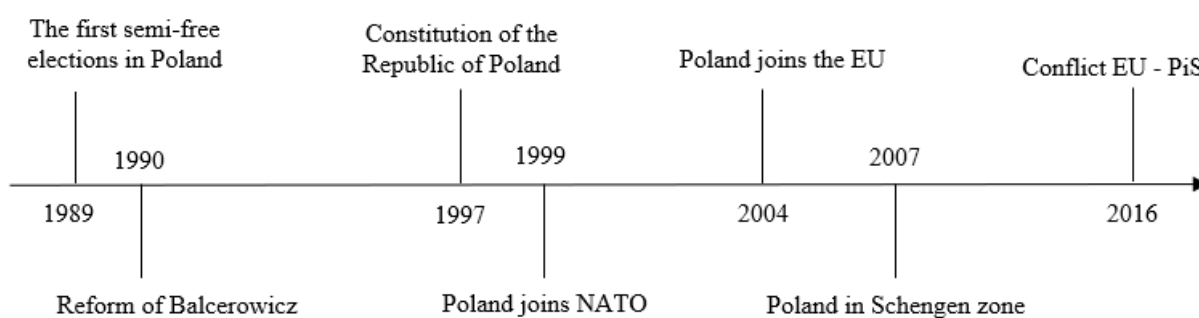 The first semi-free
elections in Poland
Constitution of the
Republic of Poland
Poland joins the EU
Conflict EU - PiS
1990
1999
2007
1989
1997
2004
2016
Reform of Balcerowicz
Poland joins NATO
Poland in Schengen zone